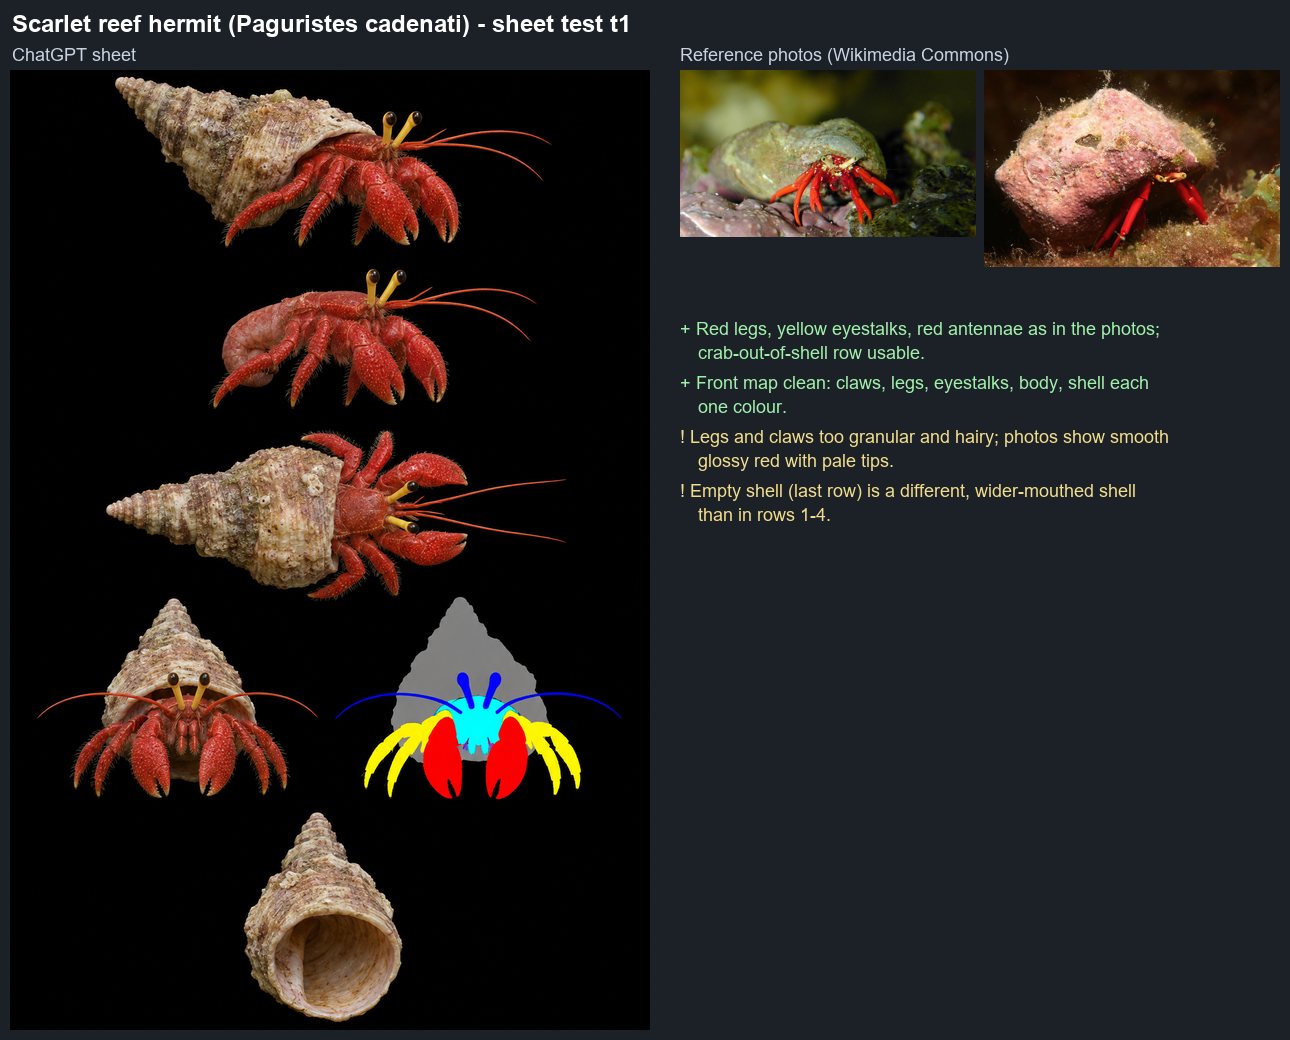 Scarlet reef hermit (Paguristes cadenati) - sheet test t1
ChatGPT sheet
Reference photos (Wikimedia Commons)
+ Red legs, yellow eyestalks, red antennae as in the photos;
crab-out-of-shell row usable.
+ Front map clean: claws, legs, eyestalks, body, shell each
one colour.
! Legs and claws too granular and hairy; photos show smooth
glossy red with pale tips.
! Empty shell (last row) is a different, wider-mouthed shell
than in rows 1-4.